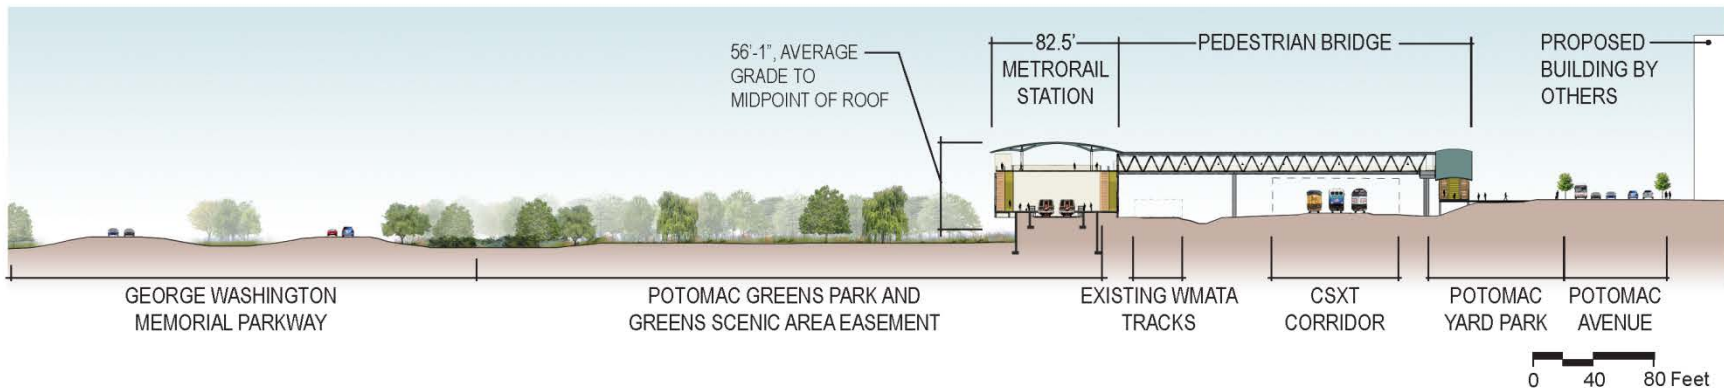 56'-1", AVERAGE
GRADE TO
MIDPOINT OF ROOF
82.5'
METRORAIL
STATION
PEDESTRIAN BRIDGE
PROPOSED
BUILDING BY
OTHERS
GEORGE WASHINGTON
MEMORIAL PARKWAY
POTOMAC GREENS PARK AND
GREENS SCENIC AREA EASEMENT
EXISTING WMATA
TRACKS
CSXT
CORRIDOR
POTOMAC
YARD PARK
POTOMAC
AVENUE
0 40 80 Feet